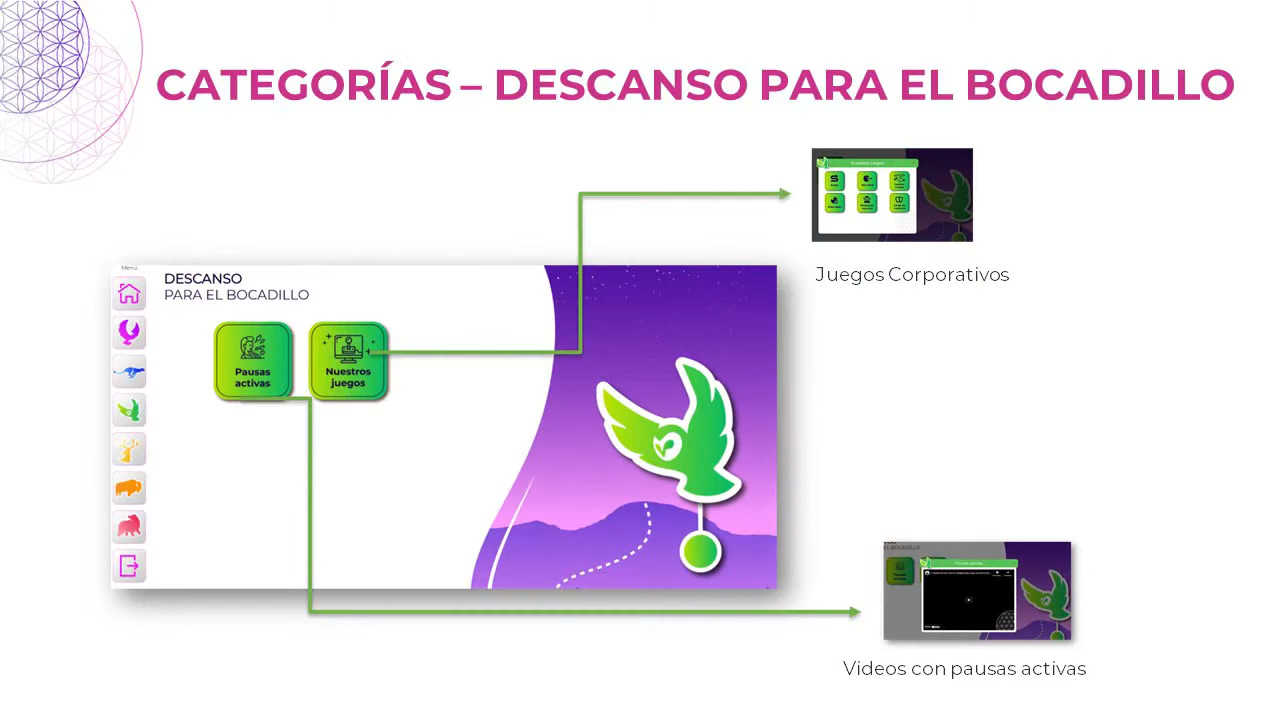 CATEGORÍAS – DESCANSO PARA EL BOCADILLO
Juegos Corporativos
Menu
DESCANSO
PARA EL BOCADILLO
Pausas
activas
Nuestros
juegos
EL BOCADILLO
Videos con pausas activas